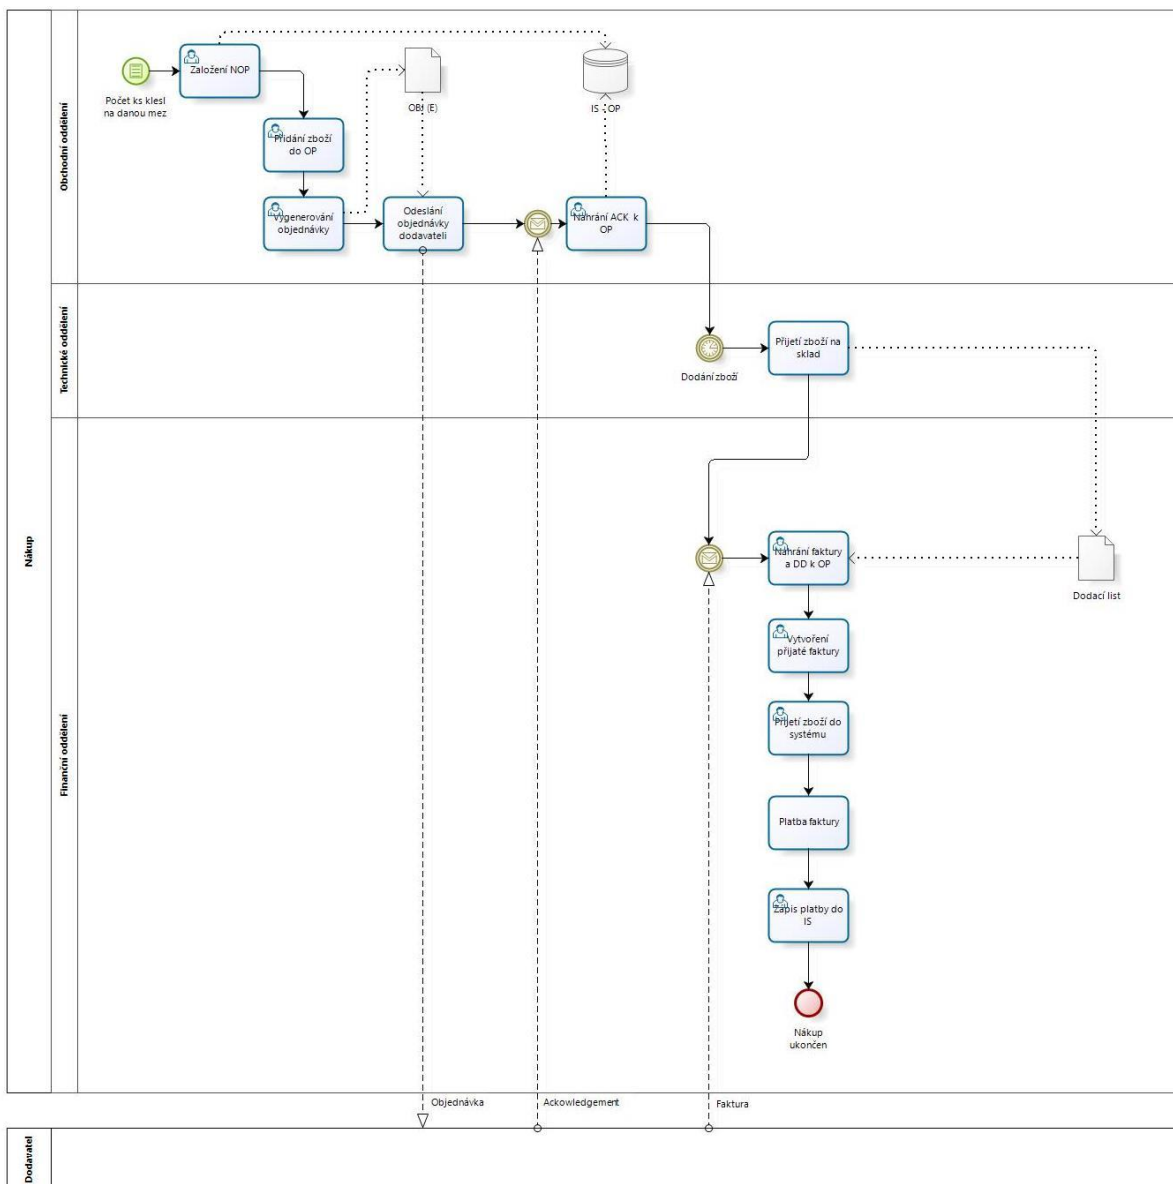 Nákup
Obchodní oddělení
Počet ks klesl
na danou mez
Založení NOP
OBJ (E)
IS - OP
Přidání zboží
do OP
Vygenerování
objednávky
Odeslání
objednávky
dodavateli
Nahrání ACK k
OP
Technické oddělení
Dodání zboží
Přijetí zboží na
sklad
Finanční oddělení
Nahrání faktury
a DD k OP
Dodací list
Vytvoření
přijaté faktury
Přijetí zboží do
systému
Platba faktury
Zápis platby do
IS
Nákup
ukončen
Objednávka
Ackowledgement
Faktura
Dodavatel